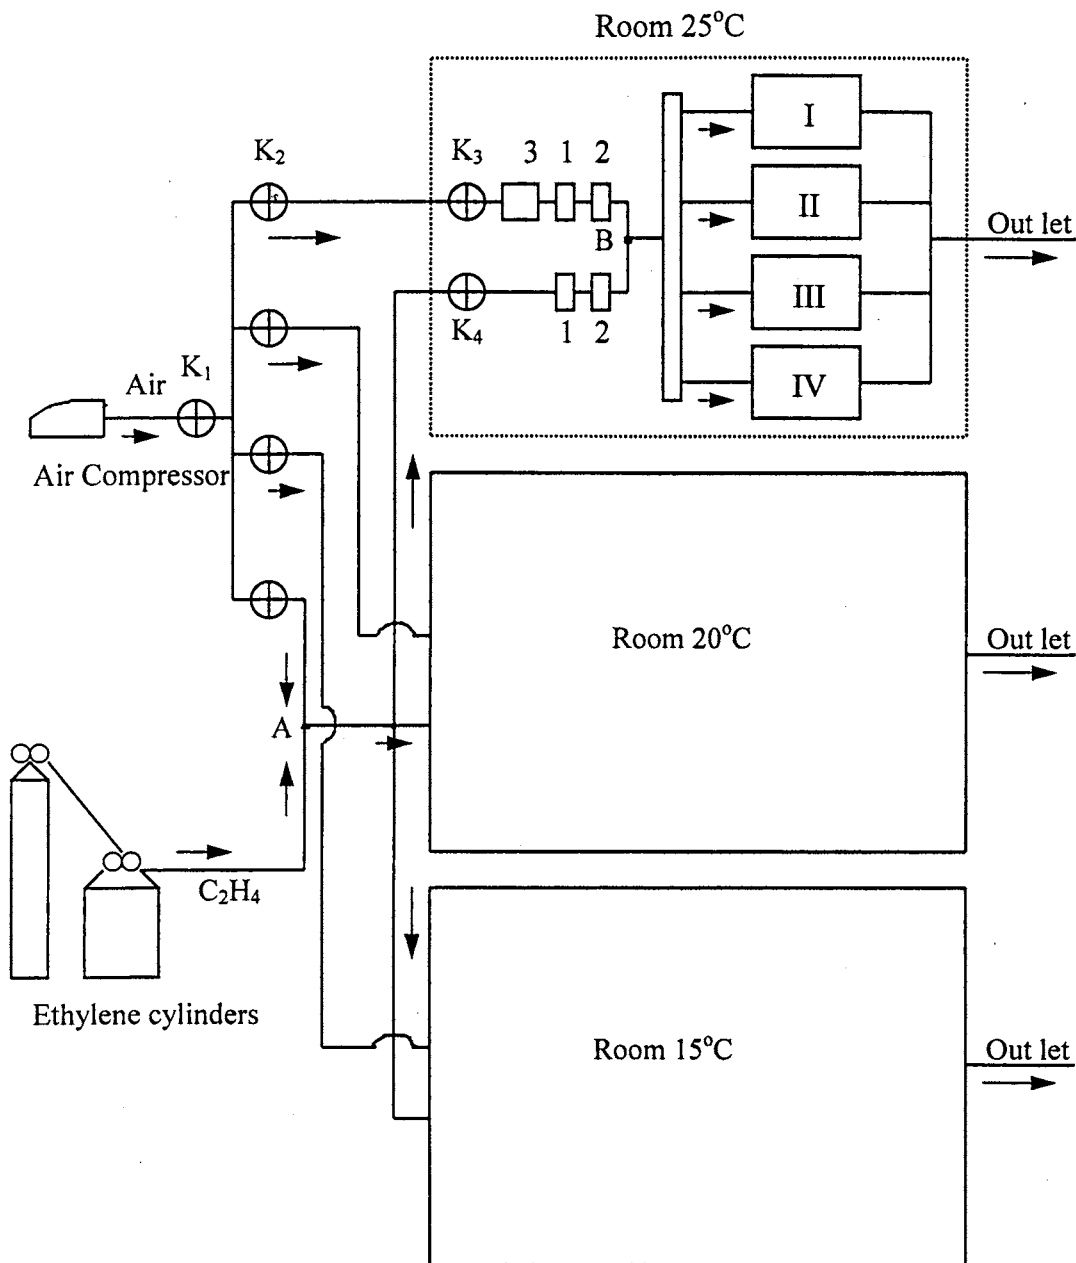 Room 25°C
K₂
K₃
3
1
2
I
II
B
Out let
III
K₄
1
2
K₁
Air
IV
Air Compressor
Room 20°C
Out let
A
C₂H₄
Ethylene cylinders
Room 15°C
Out let